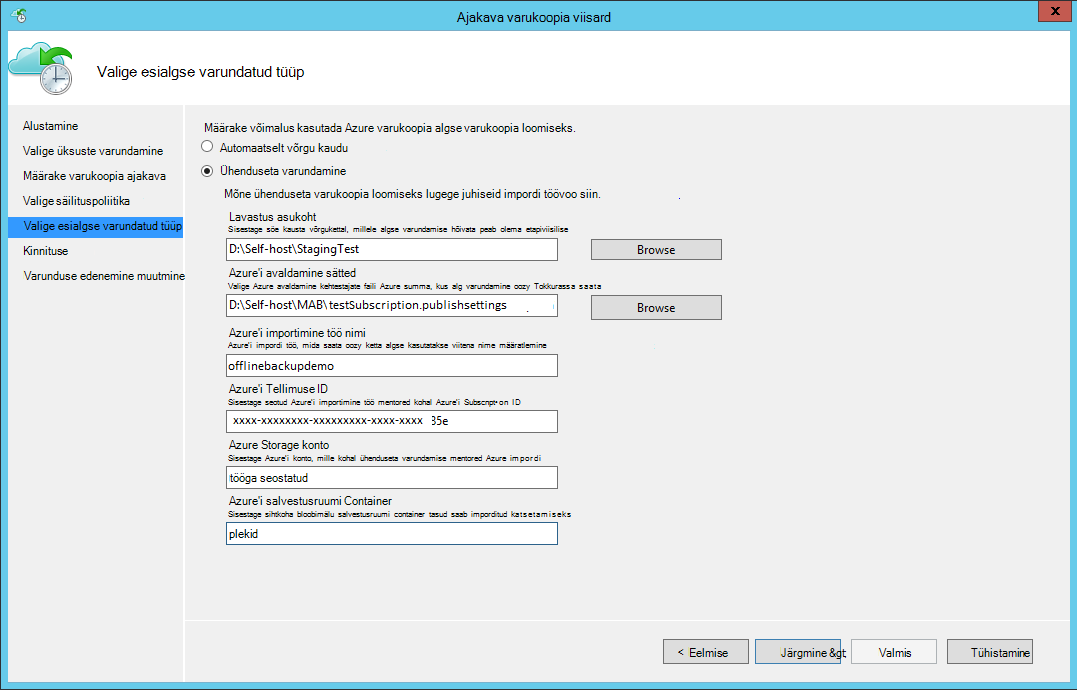 Ajakava varukoopia viisard
x
Valige esialgse varundatud tüüp
Alustamine
Valige üksuste varundamine
Määrake varukoopia ajakava
Valige säilituspoliitika
Valige esialgse varundatud tüüp
Kinnituse
Varunduse edenemine muutmine
Määrake võimalus kasutada Azure varukoopia algse varukoopia loomiseks.
Automaatselt võrgu kaudu
Ühenduseta varundamine
Mõne ühenduseta varukoopia loomiseks lugege juhiseid impordi töövoo siin.
Lavastus asukoht
Sisestage söe kausta võrgukettal, millele algse varundamise hõivata peab olema etapiviisilise
D:\Self-host\StagingTest
Browse
Azure'i avaldamine sätted
Valige Azure avaldamine kehtestajate faili Azure summa, kus alg varundamine oozy Tokkurassa saata
D:\Self-host\MAB\testSubscription.publishsettings
Browse
Azure'i importimine töö nimi
Azure'i impordi töö, mida saata oozy ketta algse kasutatakse viitena nime määratlemine
offlinebackupdemo
Azure'i Tellimuse ID
Sisestage seotud Azure'i importimine töö mentored kohal Azure'i Subscnpt•on ID
xxxx-xxxxxxxx-xxxxxxxxx-xxxx-xxxx 35e
Azure Storage konto
Sisestage Azure'i konto, mille kohal ühenduseta varundamise mentored Azure impordi
tööga seostatud
Azure'i salvestusruumi Container
Sisestage sihtkoha bloobimälu salvestusruumi container tasud saab imporditud katsetamiseks
plekid
< Eelmise
Järgmine &gt;
Valmis
Tühistamine